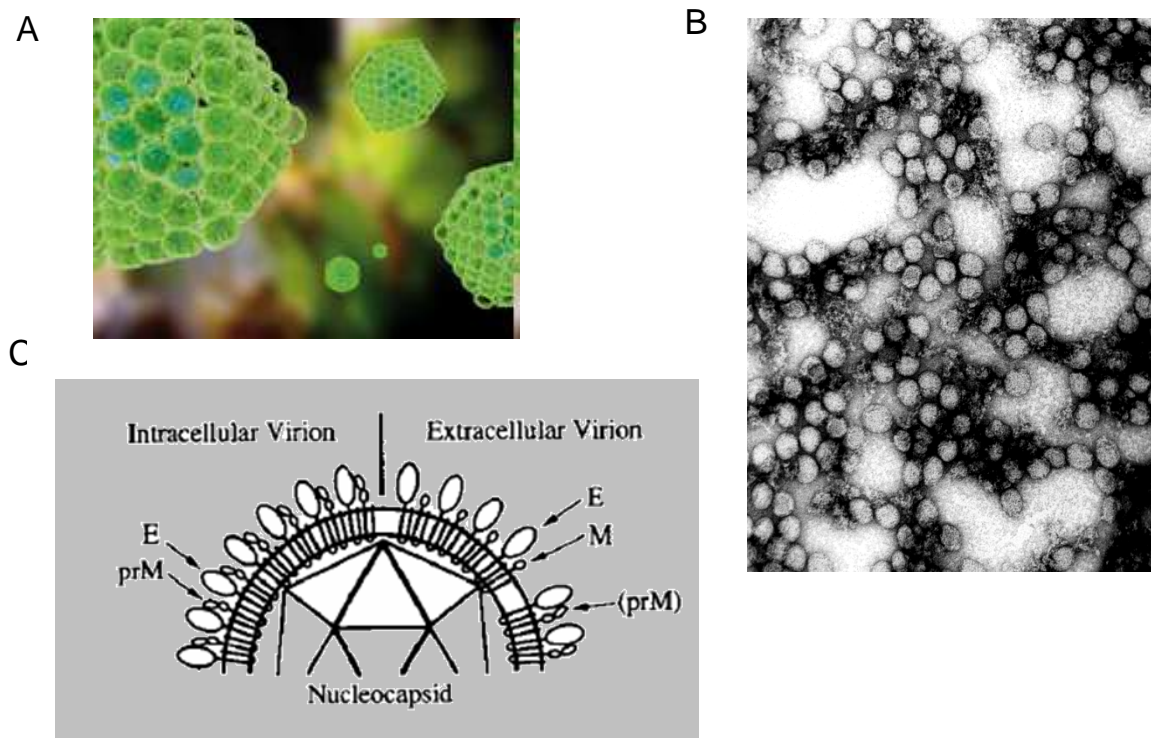 A
B
C
Intracellular Virion
Extracellular Virion
E
prM
E
M
(prM)
Nucleocapsid